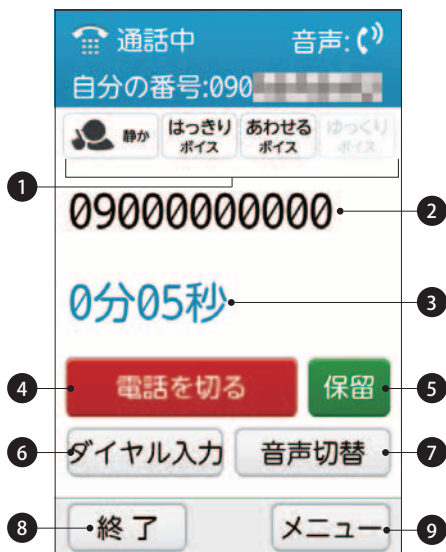 通話中 音声:
自分の番号:090
静か はっきりボイス あわせるボイス ゆっくりボイス
1
09000000000 2
0分05秒 3
4 電話を切る 保留 5
6 ダイヤル入力 音声切替 7
8 終了 メニュー 9